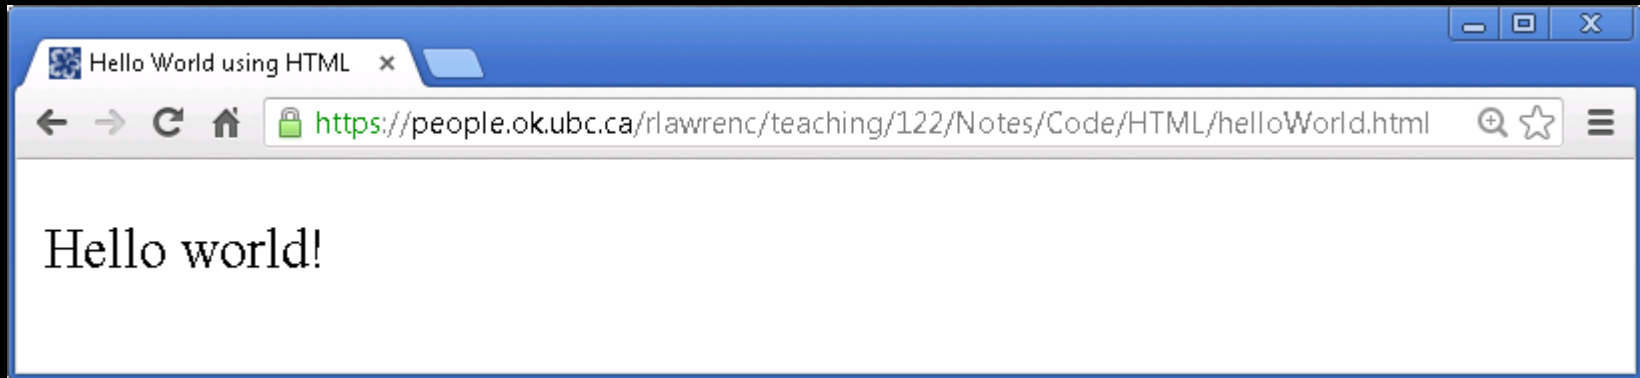 Hello World using HTML
https://people.ok.ubc.ca/rlawrenc/teaching/122/Notes/Code/HTML/helloWorld.html
Hello world!